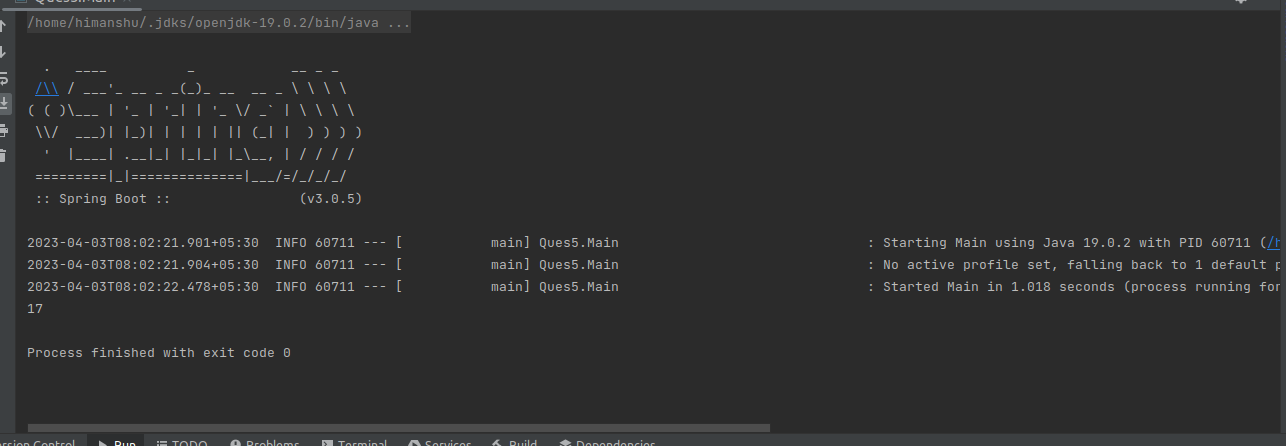 Ques5.Main
/home/himanshu/.jdks/openjdk-19.0.2/bin/java ...
  .   ____          _            __ _ _
 /\\ / ___'_ __ _ _(_)_ __  __ _ \ \ \ \
( ( )\___ | '_ | '_| | '_ \/ _` | \ \ \ \
 \\/  ___)| |_)| | | | | || (_| |  ) ) ) )
  '  |____| .__|_| |_|_| |_\__, | / / / /
 =========|_|==============|___/=/_/_/_/
 :: Spring Boot ::                (v3.0.5)
2023-04-03T08:02:21.901+05:30  INFO 60711 --- [           main] Ques5.Main                               : Starting Main using Java 19.0.2 with PID 60711 (/h
2023-04-03T08:02:21.904+05:30  INFO 60711 --- [           main] Ques5.Main                               : No active profile set, falling back to 1 default p
2023-04-03T08:02:22.478+05:30  INFO 60711 --- [           main] Ques5.Main                               : Started Main in 1.018 seconds (process running for
17
Process finished with exit code 0
ersion Control Run TODO Problems Terminal Services Build Dependencies